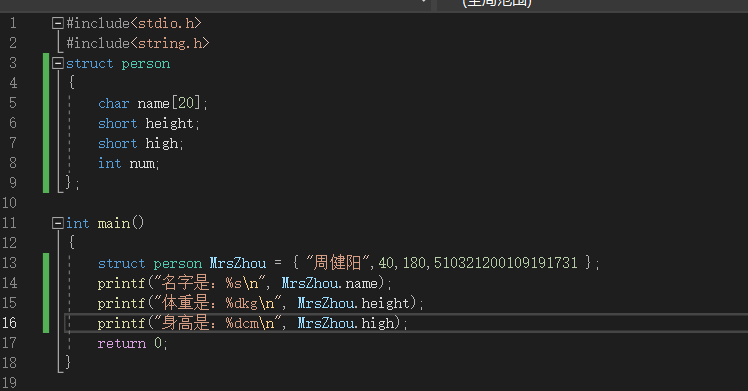 (全局范围)
1 #include<stdio.h>
2 #include<string.h>
3 struct person
4 {
5 char name[20];
6 short height;
7 short high;
8 int num;
9 };
10
11 int main()
12 {
13 struct person MrsZhou = { "周健阳",40,180,510321200109191731 };
14 printf("名字是：%s\n", MrsZhou.name);
15 printf("体重是：%dkg\n", MrsZhou.height);
16 printf("身高是：%dcm\n", MrsZhou.high);
17 return 0;
18 }
19